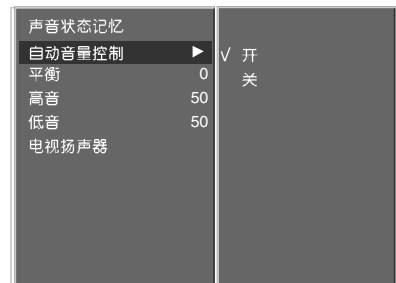 声音状态记忆
自动音量控制 ▶
平衡 0
高音 50
低音 50
电视扬声器
√ 开
关